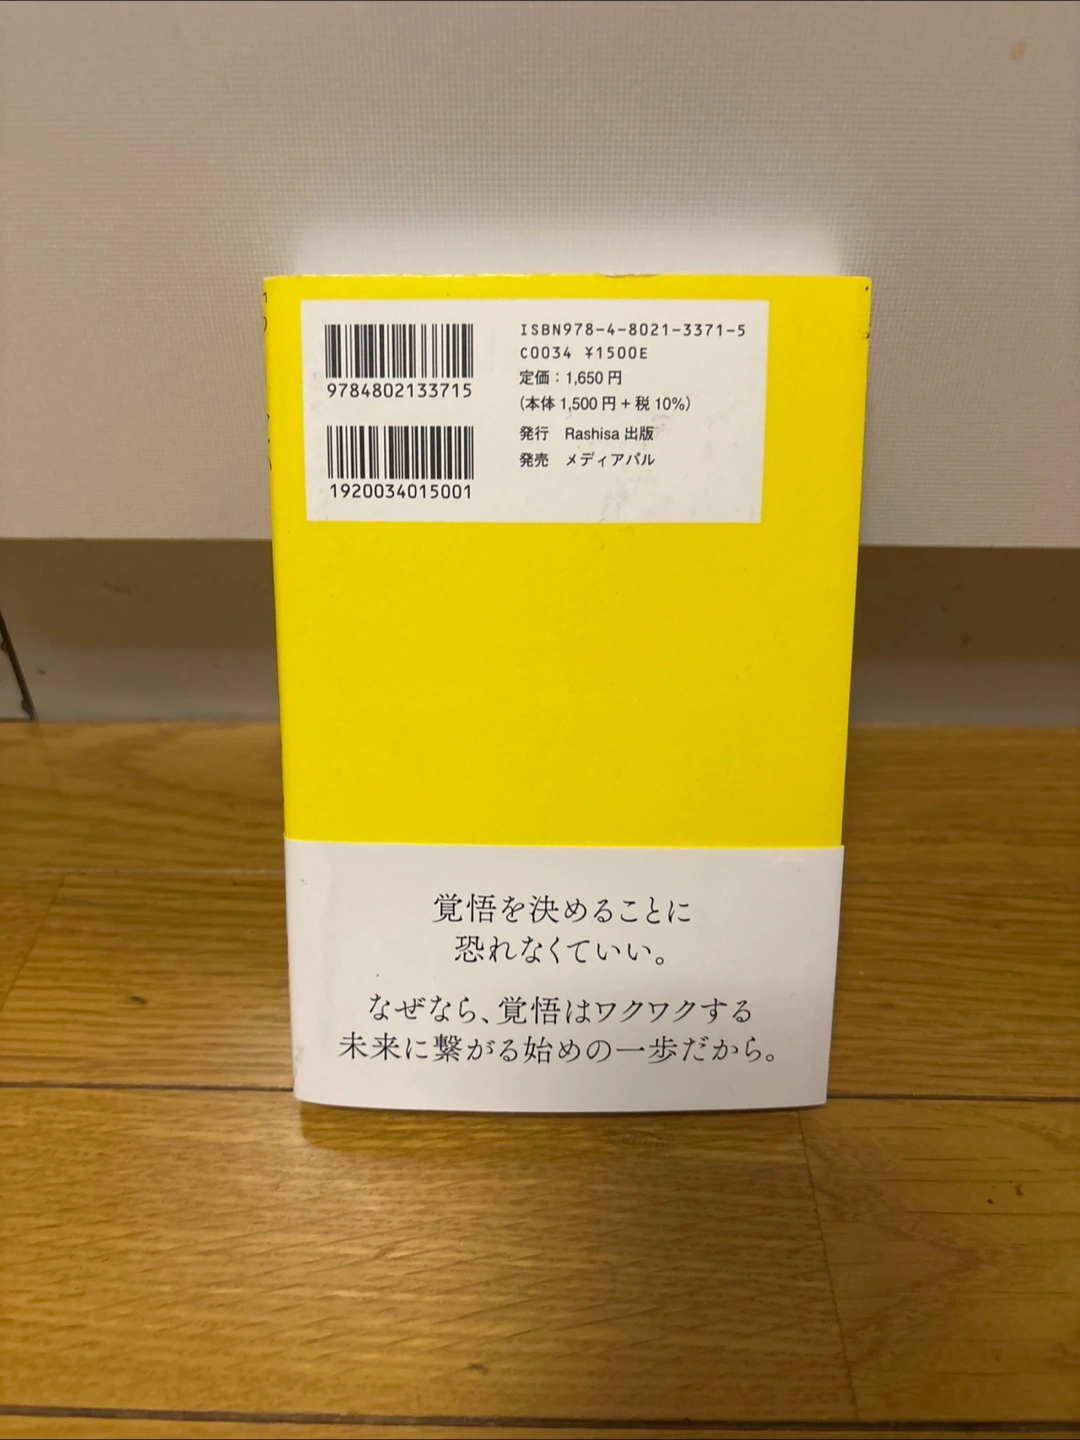 9784802133715
1920034015001
ISBN978-4-8021-3371-5
C0034 ¥1500E
定価：1,650円
（本体1,500円＋税10%）
発行 Rashisa出版
発売 メディアパル
覚悟を決めることに
恐れなくていい。
なぜなら、覚悟はワクワクする
未来に繋がる始めの一歩だから。